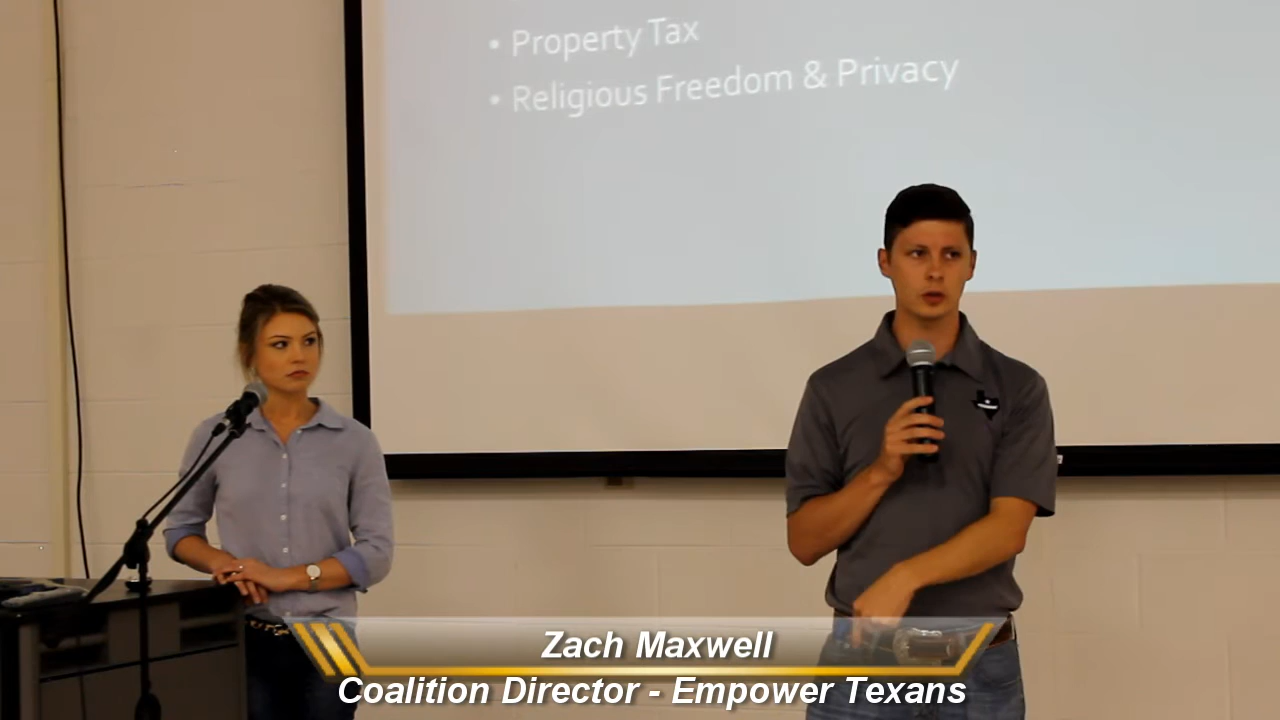 • Property Tax
• Religious Freedom & Privacy
Zach Maxwell
Coalition Director - Empower Texans